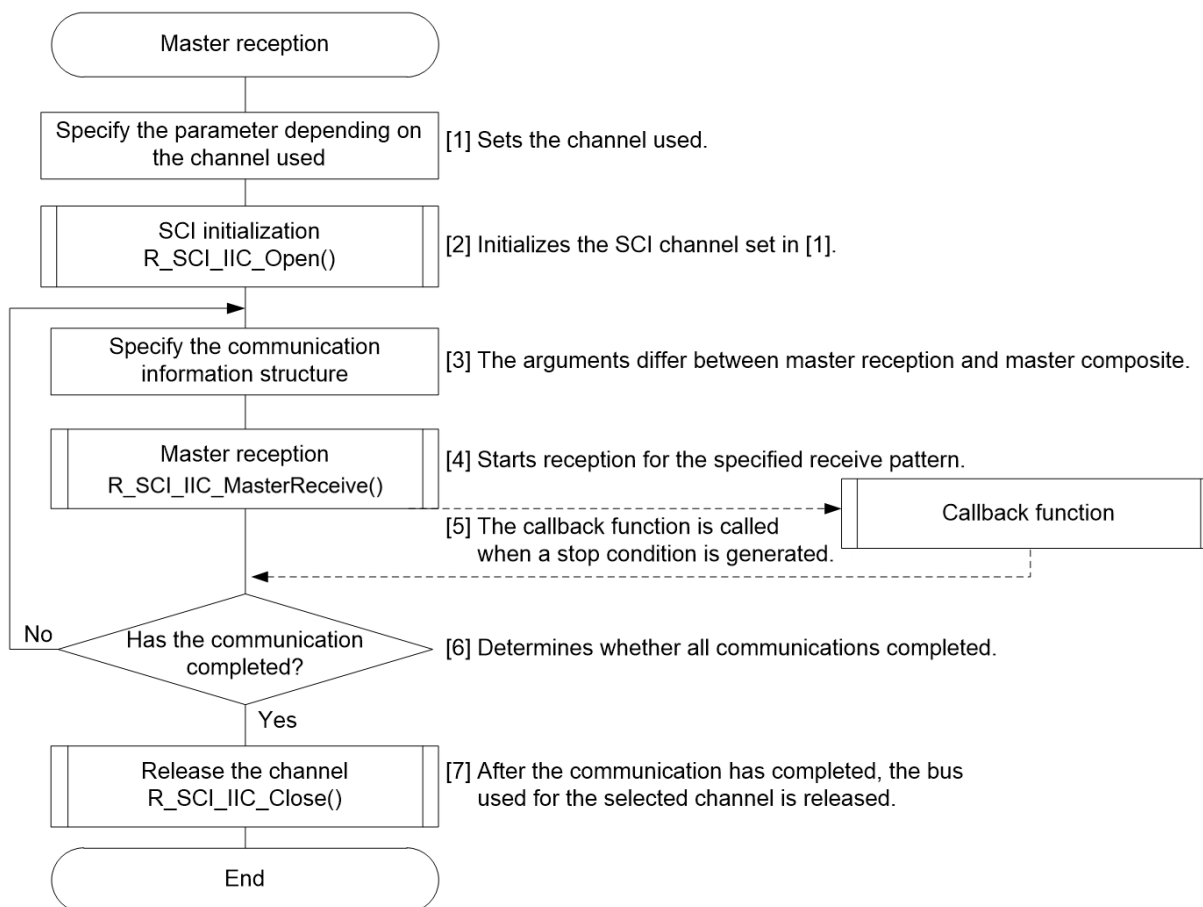 Master reception
Specify the parameter depending on
the channel used
[1] Sets the channel used.
SCI initialization
R_SCI_IIC_Open()
[2] Initializes the SCI channel set in [1].
Specify the communication
information structure
[3] The arguments differ between master reception and master composite.
Master reception
R_SCI_IIC_MasterReceive()
[4] Starts reception for the specified receive pattern.
Callback function
[5] The callback function is called
when a stop condition is generated.
No
Has the communication
completed?
[6] Determines whether all communications completed.
Yes
Release the channel
R_SCI_IIC_Close()
[7] After the communication has completed, the bus
used for the selected channel is released.
End